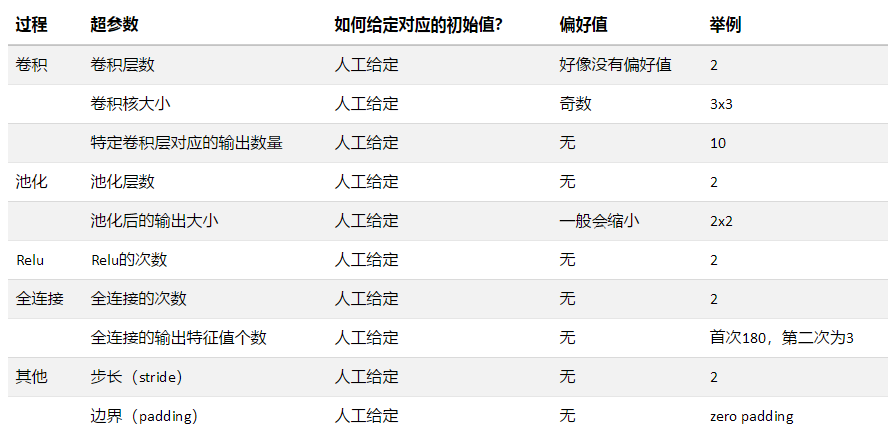 过程 超参数 如何给定对应的初始值? 偏好值 举例
卷积 卷积层数 人工给定 好像没有偏好值 2
卷积核大小 人工给定 奇数 3x3
特定卷积层对应的输出数量 人工给定 无 10
池化 池化层数 人工给定 无 2
池化后的输出大小 人工给定 一般会缩小 2x2
Relu Relu的次数 人工给定 无 2
全连接 全连接的次数 人工给定 无 2
全连接的输出特征值个数 人工给定 无 首次180，第二次为3
其他 步长（stride） 人工给定 无 2
边界（padding） 人工给定 无 zero padding